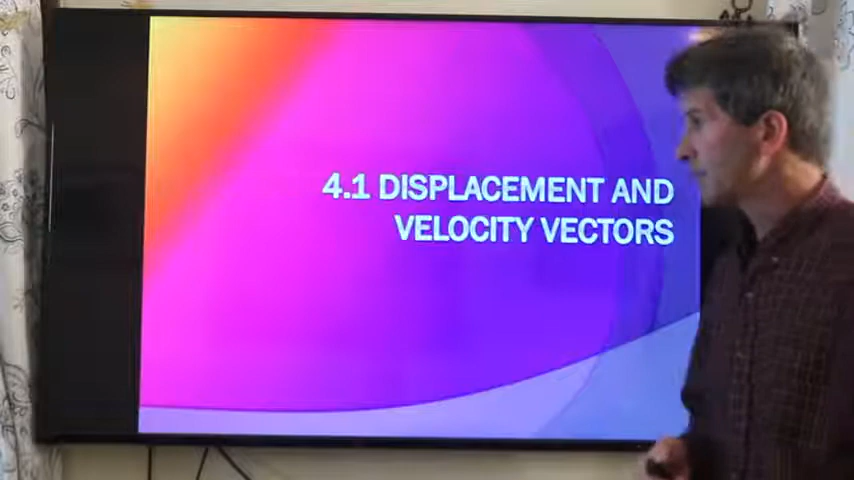 4.1 DISPLACEMENT AND
VELOCITY VECTORS